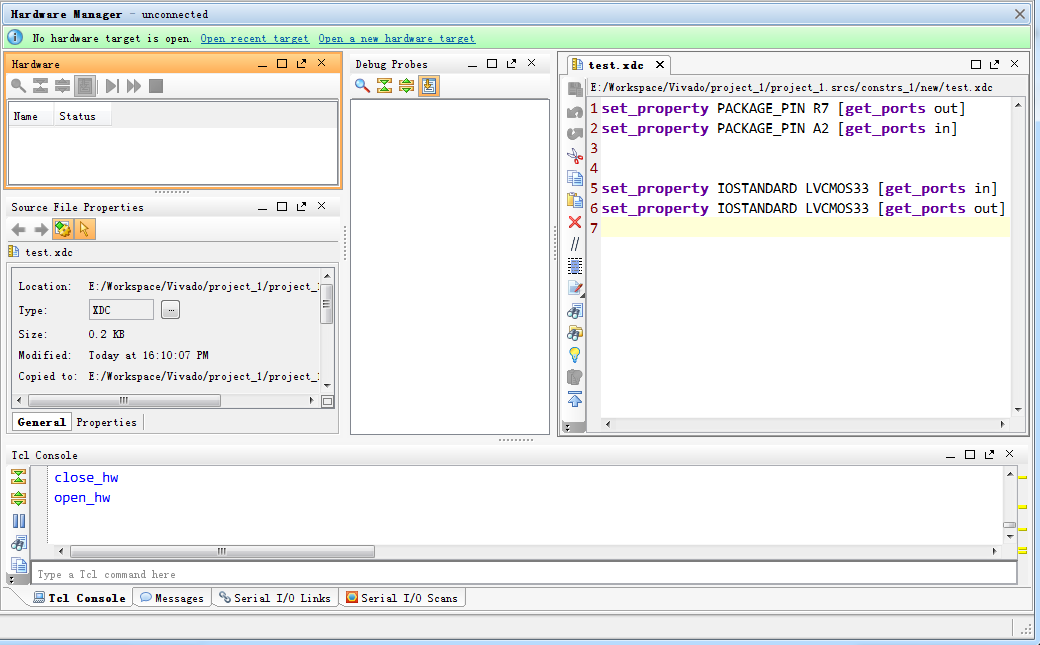 Hardware Manager - unconnected
No hardware target is open. Open recent target Open a new hardware target
Hardware
Name Status
Debug Probes
test.xdc
E:/Workspace/Vivado/project_1/project_1.srcs/constrs_1/new/test.xdc
1 set_property PACKAGE_PIN R7 [get_ports out]
2 set_property PACKAGE_PIN A2 [get_ports in]
3
4
5 set_property IOSTANDARD LVCMOS33 [get_ports in]
6 set_property IOSTANDARD LVCMOS33 [get_ports out]
7
Source File Properties
test.xdc
Location: E:/Workspace/Vivado/project_1/project_
Type: XDC ...
Size: 0.2 KB
Modified: Today at 16:10:07 PM
Copied to: E:/Workspace/Vivado/project_1/project_
General Properties
Tcl Console
close_hw
open_hw
Type a Tcl command here
Tcl Console Messages Serial I/O Links Serial I/O Scans